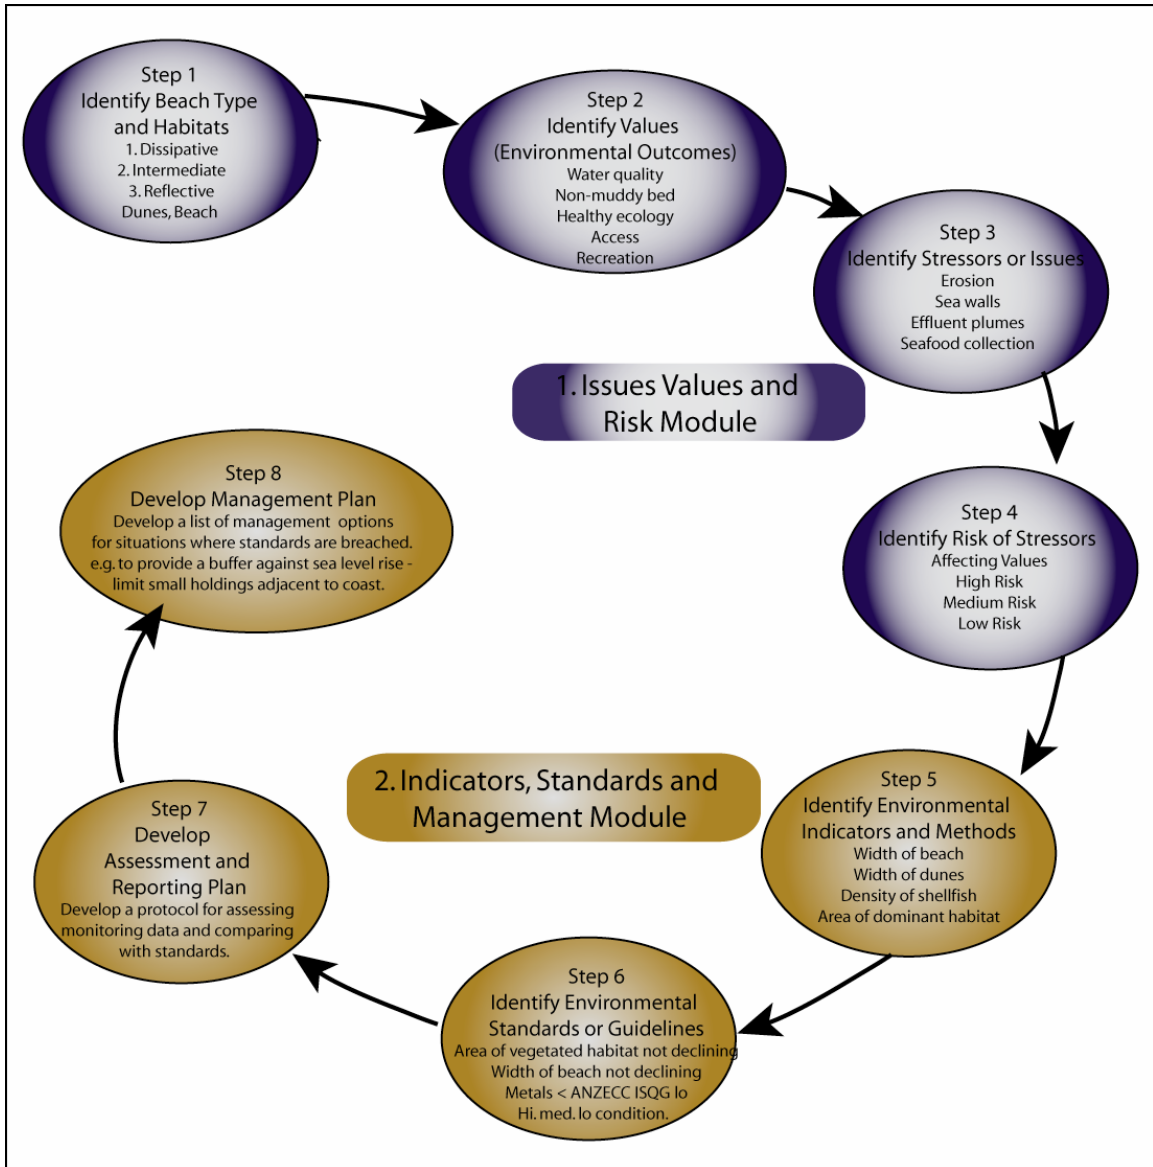 Step 1
Identify Beach Type
and Habitats
1. Dissipative
2. Intermediate
3. Reflective
Dunes, Beach
Step 2
Identify Values
(Environmental Outcomes)
Water quality
Non-muddy bed
Healthy ecology
Access
Recreation
Step 3
Identify Stressors or Issues
Erosion
Sea walls
Effluent plumes
Seafood collection
1. Issues Values and
Risk Module
Step 4
Identify Risk of Stressors
Affecting Values
High Risk
Medium Risk
Low Risk
2. Indicators, Standards and
Management Module
Step 5
Identify Environmental
Indicators and Methods
Width of beach
Width of dunes
Density of shellfish
Area of dominant habitat
Step 6
Identify Environmental
Standards or Guidelines
Area of vegetated habitat not declining
Width of beach not declining
Metals < ANZECC ISQG lo
Hi. med. lo condition.
Step 7
Develop
Assessment and
Reporting Plan
Develop a protocol for assessing
monitoring data and comparing
with standards.
Step 8
Develop Management Plan
Develop a list of management options
for situations where standards are breached.
e.g. to provide a buffer against sea level rise -
limit small holdings adjacent to coast.